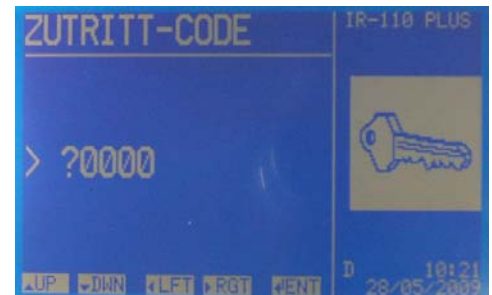 ZUTRITT-CODE
IR-110 PLUS
> ?0000
▲UP ▼DWN ◀LFT ▶RGT ◀ENT
D 10:21
28/05/2009